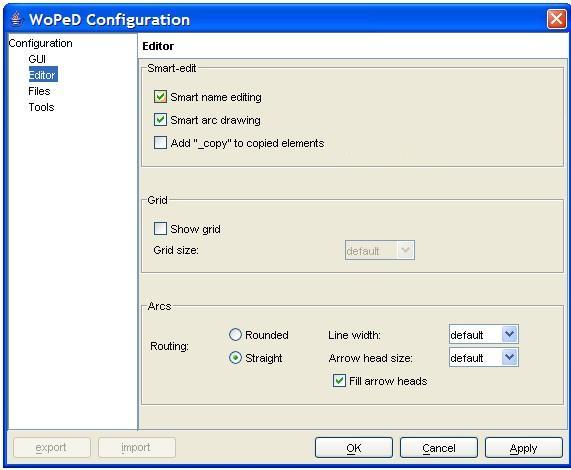 WoPeD Configuration
Configuration
GUI
Editor
Files
Tools
Editor
Smart-edit
Smart name editing
Smart arc drawing
Add "_copy" to copied elements
Grid
Show grid
Grid size: default
Arcs
Routing:
Rounded
Straight
Line width: default
Arrow head size: default
Fill arrow heads
export import OK Cancel Apply